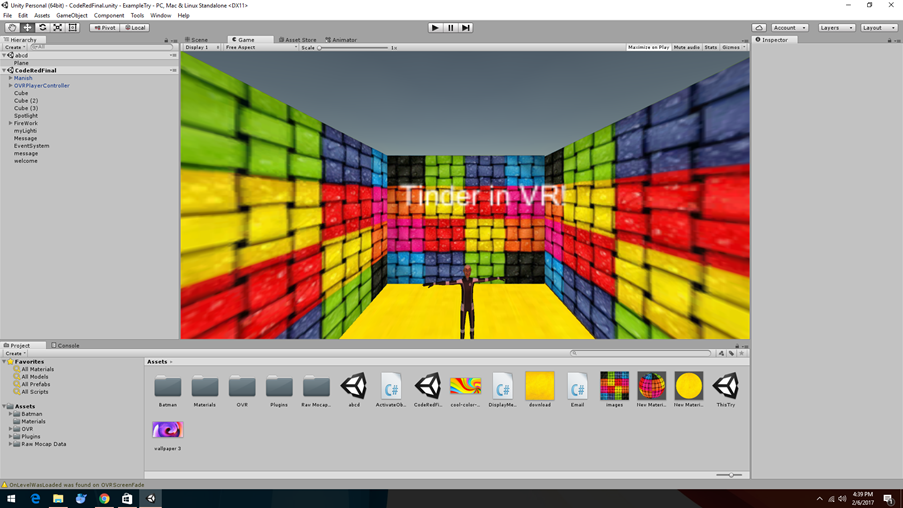 Unity Personal (64bit) - CodeRedFinal.unity - ExampleTry - PC, Mac & Linux Standalone <DX11>
File Edit Assets GameObject Component Tools Window Help
Pivot Local Account Layers Layout
Hierarchy Scene Game Asset Store Animator Inspector
Create All Display 1 Free Aspect Scale 1x Maximize on Play Mute audio Stats Gizmos
abcd
Plane
CodeRedFinal
Manish
OVRPlayerController
Cube
Cube (2)
Cube (3)
Spotlight
FireWork
myLighti
Message
EventSystem
message
welcome
Tinder in VR!
Project Console
Create
Favorites
All Materials
All Models
All Prefabs
All Scripts
Assets
Batman
Materials
OVR
Plugins
Raw Mocap Data
Assets
Batman Materials OVR Plugins Raw Mocap... abcd ActivateOb... CodeRedFi... cool-color-... DisplayMe... download Email images New Materi... New Materi... ThisTry
wallpaper 3
OnLevelWasLoaded was found on OVRScreenFade
4:39 PM
2/6/2017